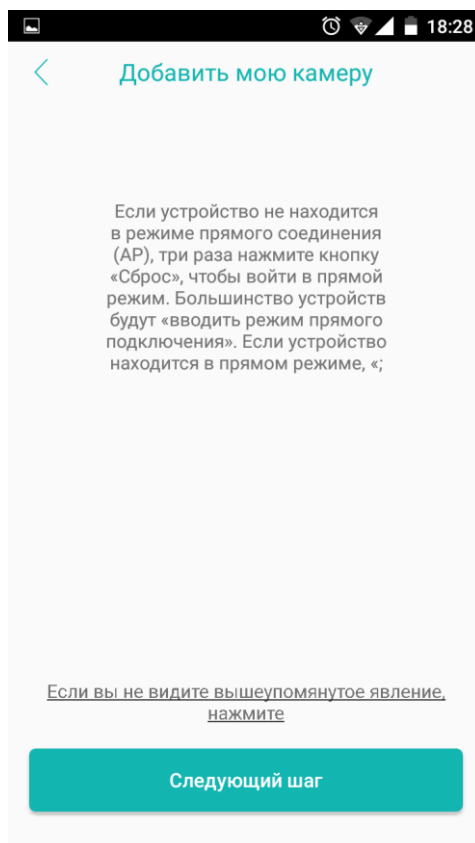 18:28
Добавить мою камеру
Если устройство не находится
в режиме прямого соединения
(AP), три раза нажмите кнопку
«Сброс», чтобы войти в прямой
режим. Большинство устройств
будут «вводить режим прямого
подключения». Если устройство
находится в прямом режиме, «;
Если вы не видите вышеупомянутое явление,
нажмите
Следующий шаг